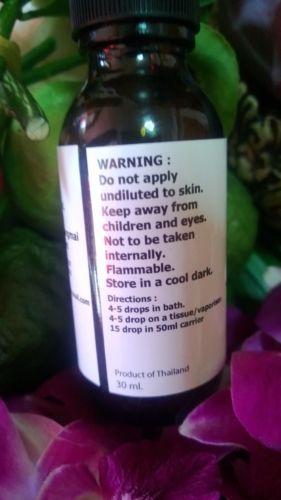 WARNING :
Do not apply
undiluted to skin.
Keep away from
children and eyes.
Not to be taken
internally.
Flammable.
Store in a cool dark.
Directions :
4-5 drops in bath.
4-5 drop on a tissue/vaporiser
15 drop in 50ml carrier
Product of Thailand
30 ml.